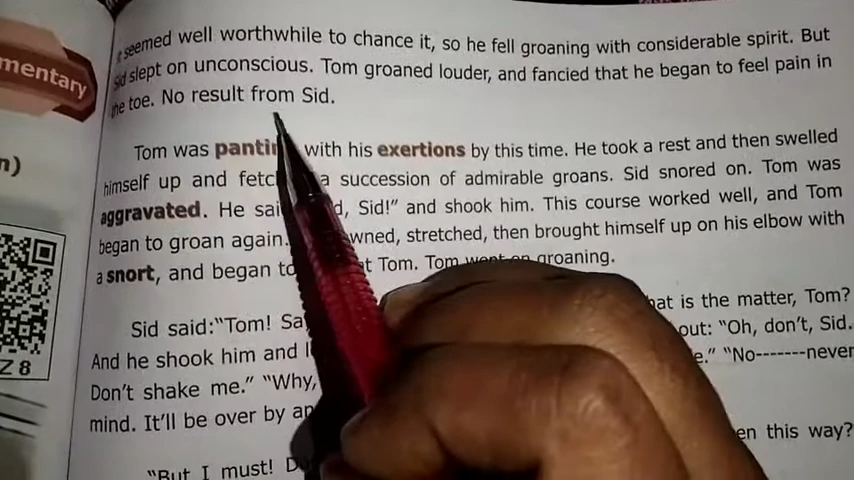 mentary
n)
Z 8
it seemed well worthwhile to chance it, so he fell groaning with considerable spirit. But
Sid slept on unconscious. Tom groaned louder, and fancied that he began to feel pain in
the toe. No result from Sid.
Tom was pantin with his exertions by this time. He took a rest and then swelled
himself up and fetch a succession of admirable groans. Sid snored on. Tom was
aggravated. He sai d, Sid!” and shook him. This course worked well, and Tom
began to groan again. wned, stretched, then brought himself up on his elbow with
a snort, and began to at Tom. Tom went on groaning.
Sid said:“Tom! Sa hat is the matter, Tom?
And he shook him and l out: “Oh, don’t, Sid.
Don’t shake me.” “Why, e.” “No-------never
mind. It’ll be over by an en this way?
“But I must! D